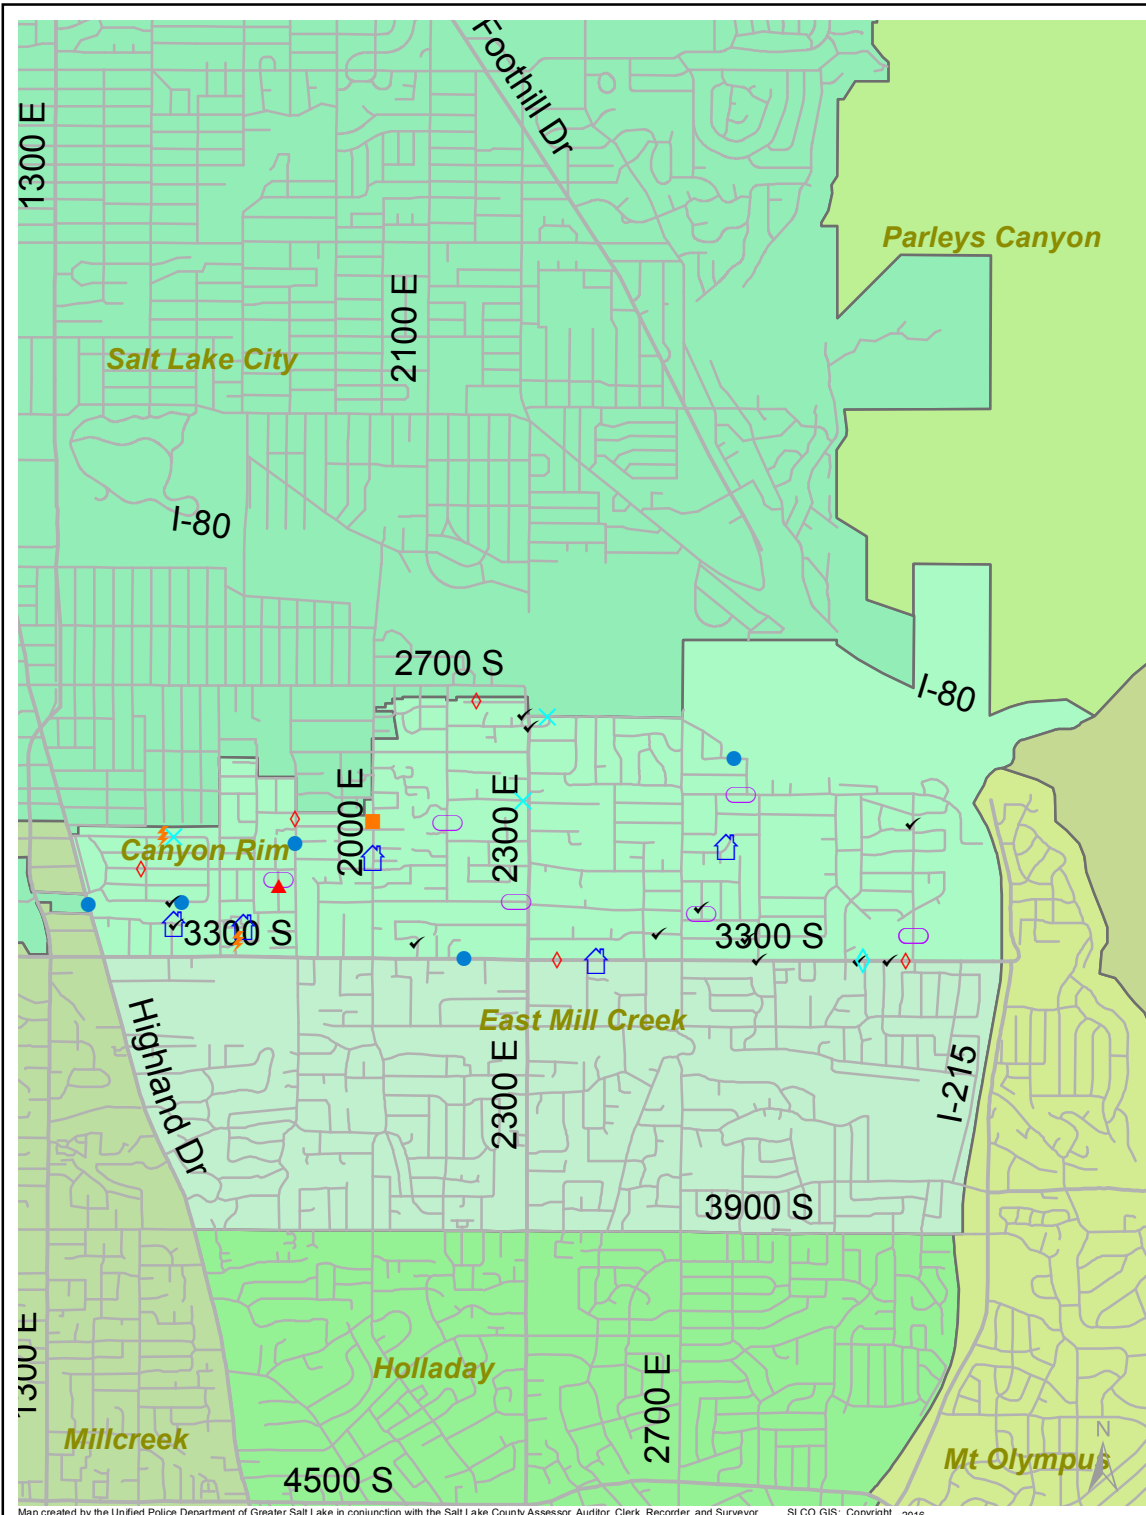 Foothill Dr
1300 E
Parleys Canyon
2100 E
Salt Lake City
I-80
2700 S
I-80
2000 E
2300 E
Canyon Rim
3300 S
3300 S
Highland Dr
East Mill Creek
2300 E
I-215
3900 S
1300 E
Holladay
2700 E
Millcreek
N
Mt Olympus
4500 S
Map created by the Unified Police Department of Greater Salt Lake in conjunction with the Salt Lake County Assessor, Auditor, Clerk, Recorder, and Surveyor. SLCO GIS: Copyright 2016